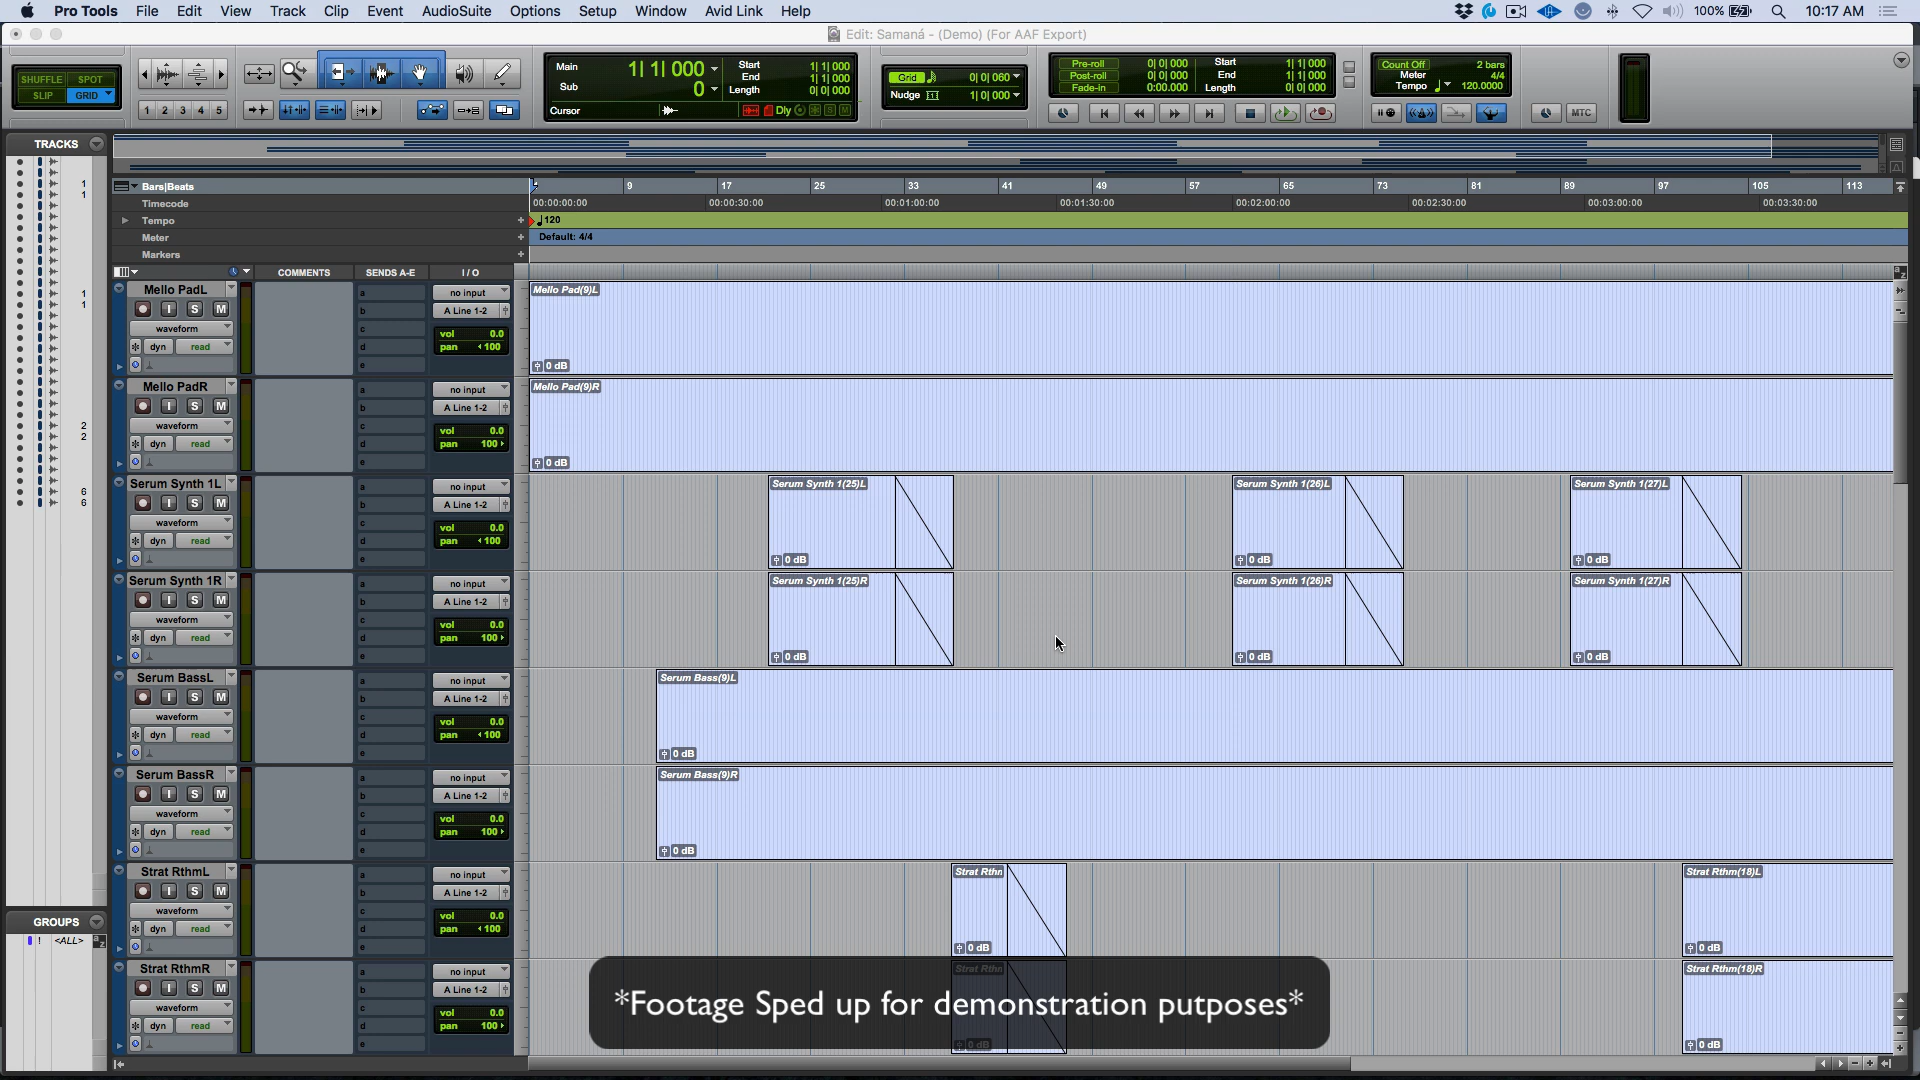 Pro Tools File Edit View Track Clip Event AudioSuite Options Setup Window Avid Link Help 100% 10:17 AM
Edit: Samaná - (Demo) (For AAF Export)
SHUFFLE SPOT
SLIP GRID
1 2 3 4 5
Main 1| 1| 000
Sub 0
Cursor
Start 1| 1| 000
End 1| 1| 000
Length 0| 0| 000
Dly
Grid 0| 0| 060
Nudge 1| 0| 000
Pre-roll 0| 0| 000
Post-roll 0| 0| 000
Fade-in 0:00.000
Start 1| 1| 000
End 1| 1| 000
Length 0| 0| 000
Count Off 2 bars
Meter 4/4
Tempo 120.0000
MTC
TRACKS
1
1
1
1
2
2
6
6
GROUPS
! <ALL>
Bars|Beats 9 17 25 33 41 49 57 65 73 81 89 97 105 113
Timecode 00:00:00:00 00:00:30:00 00:01:00:00 00:01:30:00 00:02:00:00 00:02:30:00 00:03:00:00 00:03:30:00
Tempo 120
Meter Default: 4/4
Markers
COMMENTS SENDS A-E I / O
Mello PadL
I S M
waveform
dyn read
a
b
c
d
e
no input
A Line 1-2
vol 0.0
pan 100
Mello Pad(9)L
0 dB
Mello PadR
I S M
waveform
dyn read
a
b
c
d
e
no input
A Line 1-2
vol 0.0
pan 100
Mello Pad(9)R
0 dB
Serum Synth 1L
I S M
waveform
dyn read
a
b
c
d
e
no input
A Line 1-2
vol 0.0
pan 100
Serum Synth 1(25)L Serum Synth 1(26)L Serum Synth 1(27)L
0 dB 0 dB 0 dB
Serum Synth 1R
I S M
waveform
dyn read
a
b
c
d
e
no input
A Line 1-2
vol 0.0
pan 100
Serum Synth 1(25)R Serum Synth 1(26)R Serum Synth 1(27)R
0 dB 0 dB 0 dB
Serum BassL
I S M
waveform
dyn read
a
b
c
d
e
no input
A Line 1-2
vol 0.0
pan 100
Serum Bass(9)L
0 dB
Serum BassR
I S M
waveform
dyn read
a
b
c
d
e
no input
A Line 1-2
vol 0.0
pan 100
Serum Bass(9)R
0 dB
Strat RthmL
I S M
waveform
dyn read
a
b
c
d
e
no input
A Line 1-2
vol 0.0
pan 100
Strat Rthm Strat Rthm(18)L
0 dB 0 dB
Strat RthmR
I S M
waveform
dyn read
a
b
c
d
e
no input
A Line 1-2
vol 0.0
pan 100
Strat Rthm Strat Rthm(18)R
0 dB 0 dB
*Footage Sped up for demonstration putposes*